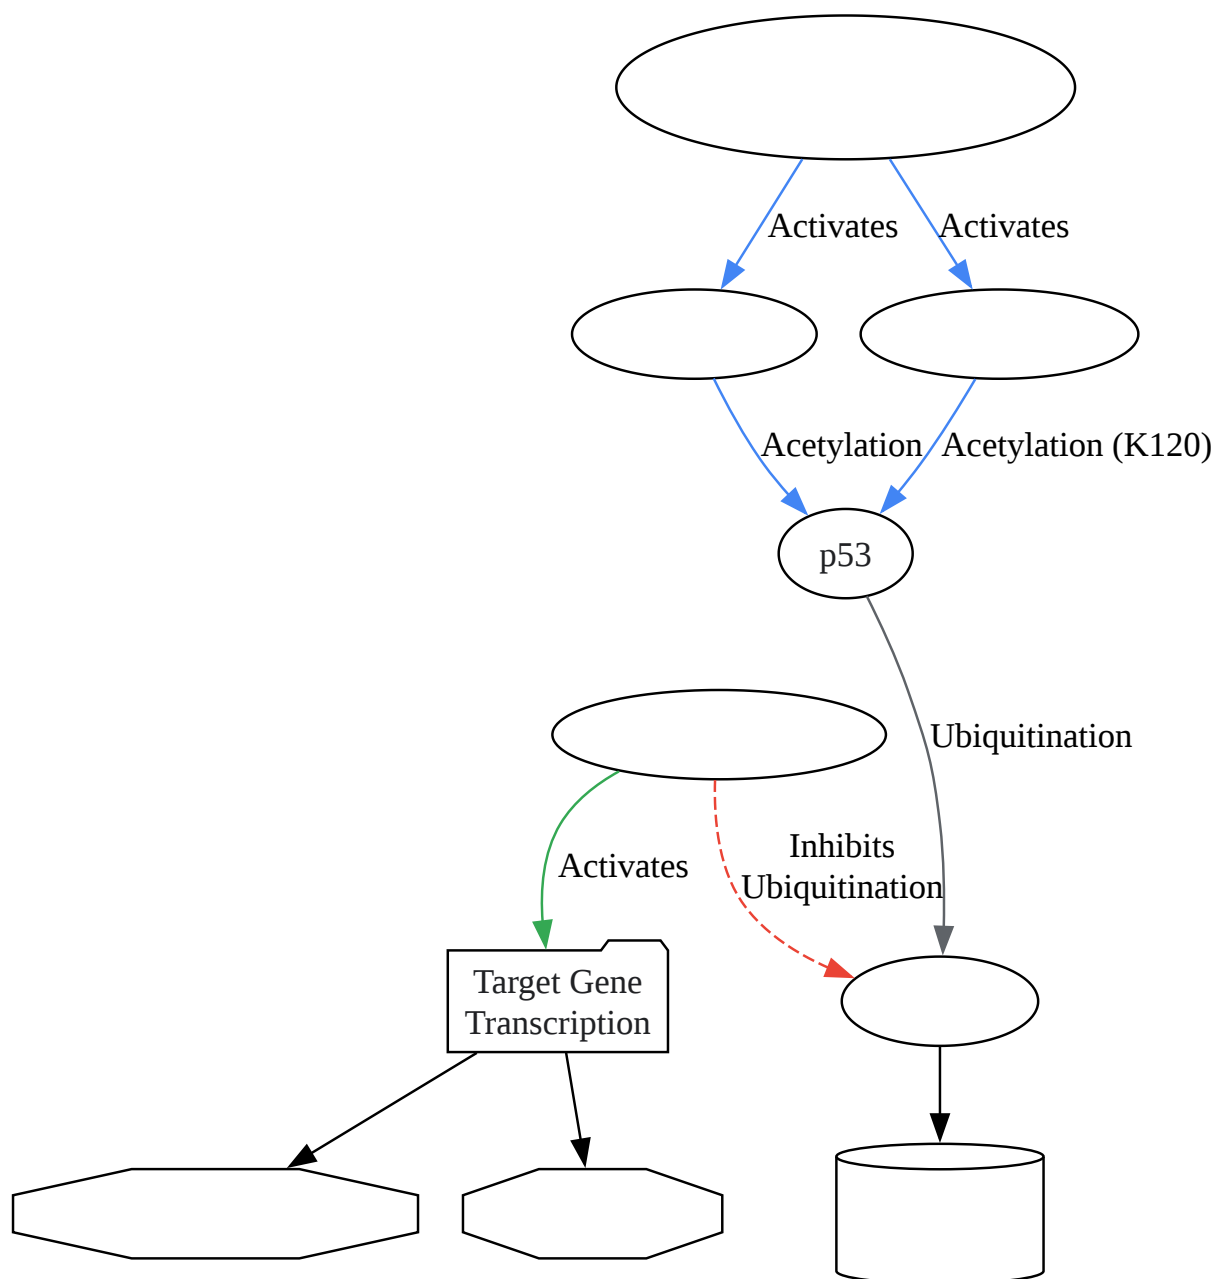 Activates
Activates
Acetylation
Acetylation (K120)
p53
Ubiquitination
Inhibits
Ubiquitination
Activates
Target Gene
Transcription